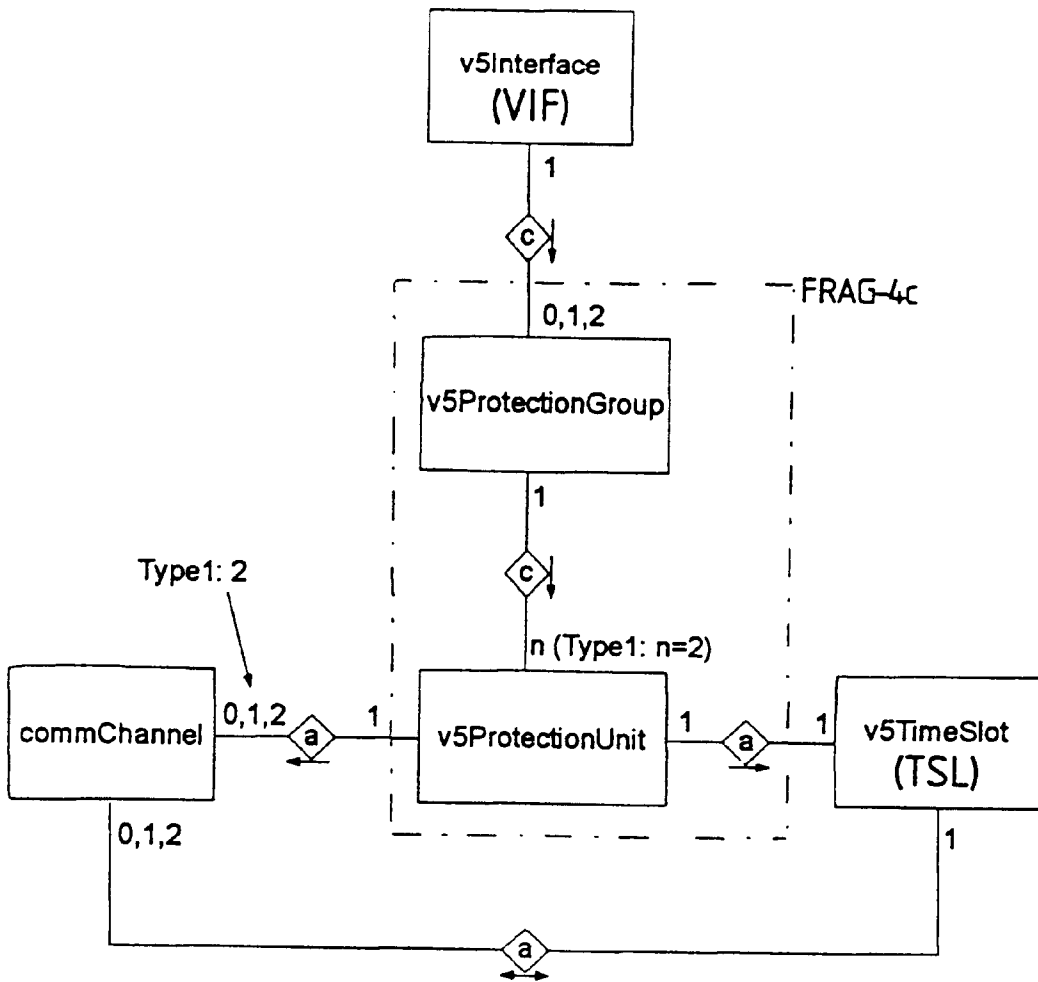 v5Interface
(VIF)
1
c
FRAG-4c
0,1,2
v5ProtectionGroup
1
c
Type1: 2
n (Type1: n=2)
commChannel
0,1,2
a
1
v5ProtectionUnit
1
a
1
v5TimeSlot
(TSL)
0,1,2
1
a